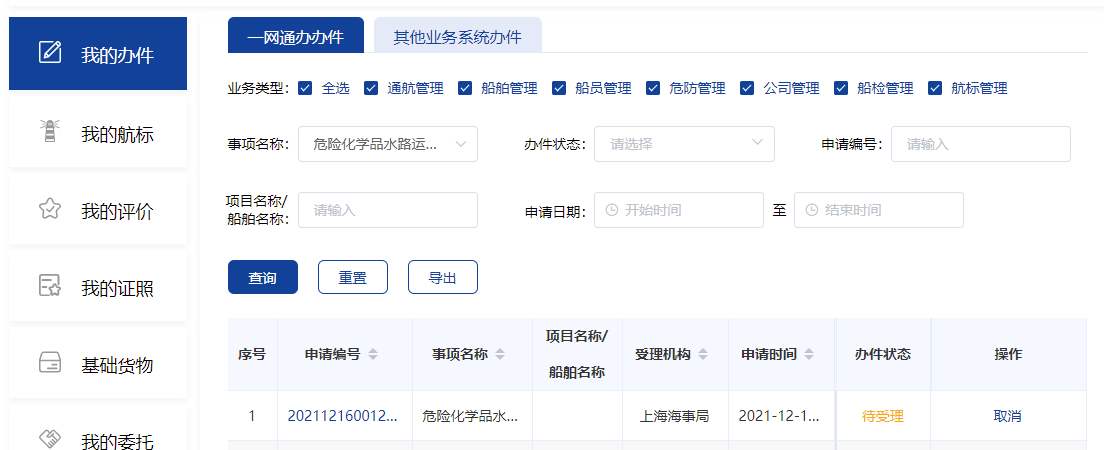 我的办件
我的航标
我的评价
我的证照
基础货物
我的委托
一网通办办件 其他业务系统办件
业务类型: 全选 通航管理 船舶管理 船员管理 危防管理 公司管理 船检管理 航标管理
事项名称: 危险化学品水路运... 办件状态: 请选择 申请编号: 请输入
项目名称/
船舶名称: 请输入 申请日期: 开始时间 至 结束时间
查询 重置 导出
序号 申请编号 事项名称 项目名称/ 受理机构 申请时间 办件状态 操作
船舶名称
1 202112160012... 危险化学品水... 上海海事局 2021-12-1... 待受理 取消